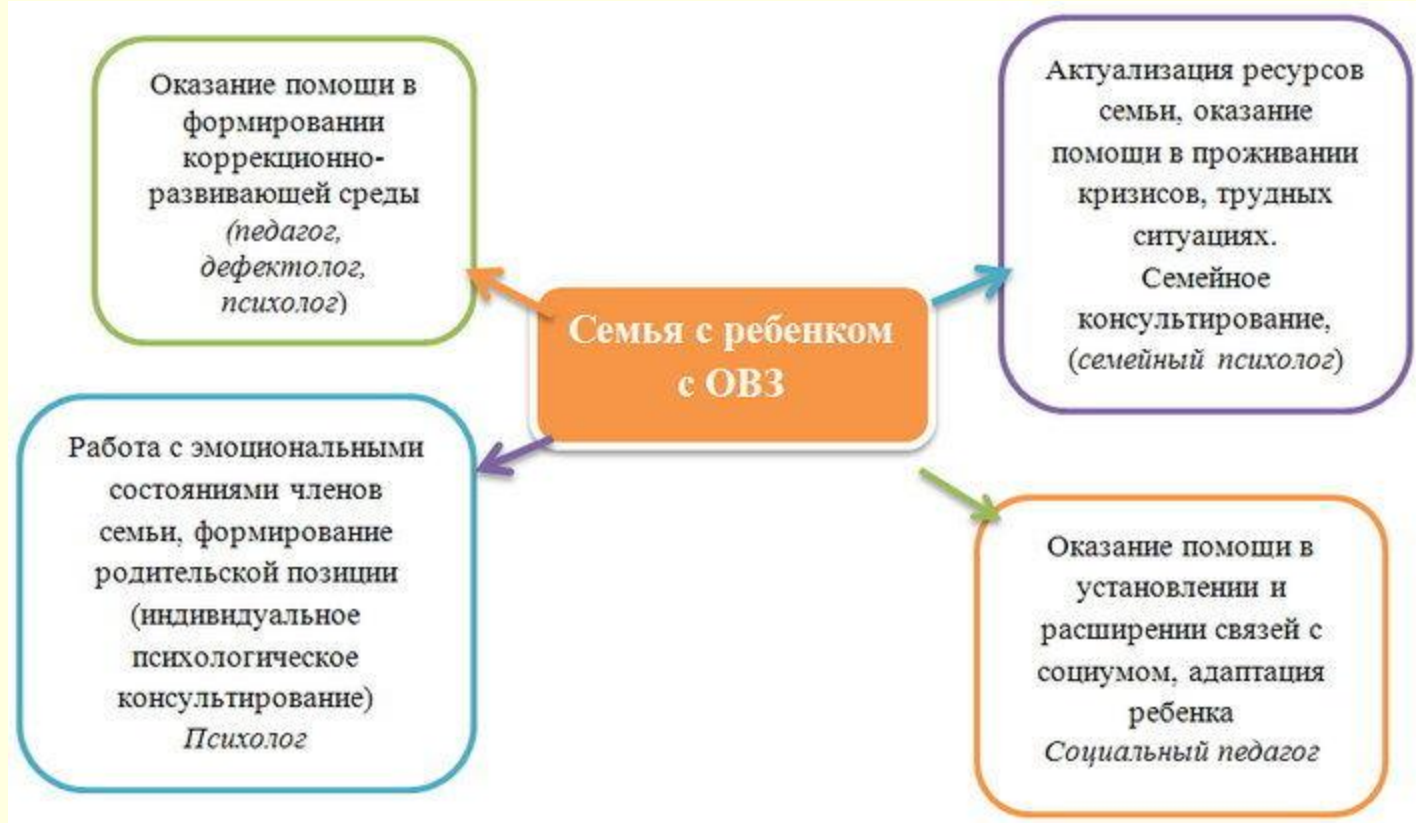 Оказание помощи в
формировании
коррекционно-
развивающей среды
(педагог,
дефектолог,
психолог)
Актуализация ресурсов
семьи, оказание
помощи в проживании
кризисов, трудных
ситуациях.
Семейное
консультирование,
(семейный психолог)
Семья с ребенком
с ОВЗ
Работа с эмоциональными
состояниями членов
семьи, формирование
родительской позиции
(индивидуальное
психологическое
консультирование)
Психолог
Оказание помощи в
установлении и
расширении связей с
социумом, адаптация
ребенка
Социальный педагог